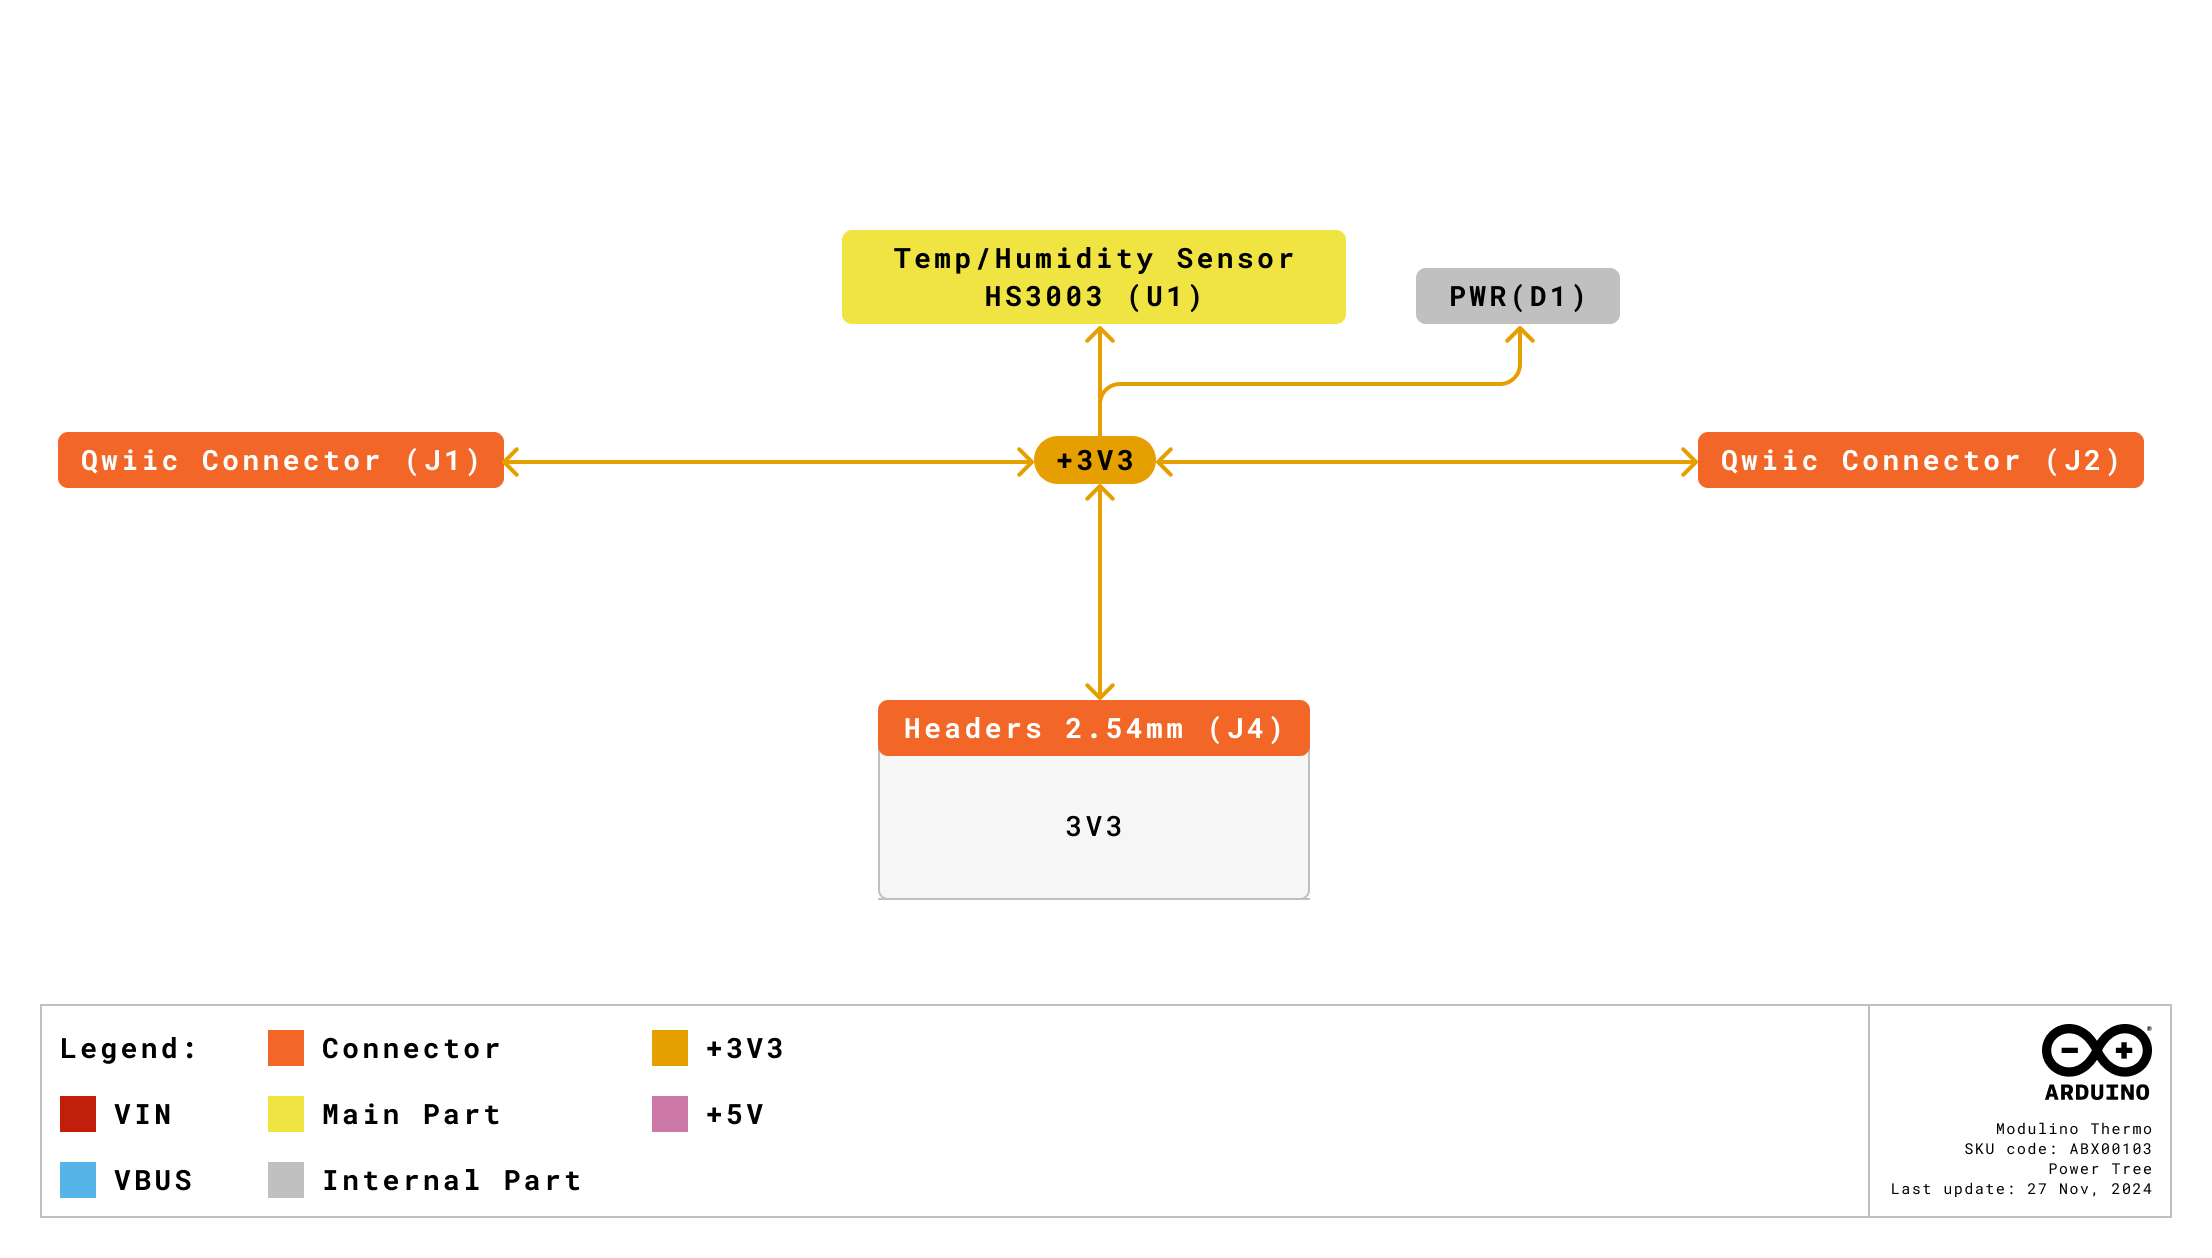 Temp/Humidity Sensor
HS3003 (U1)
PWR(D1)
Qwiic Connector (J1)
+3V3
Qwiic Connector (J2)
Headers 2.54mm (J4)
3V3
Legend:
VIN
VBUS
Connector
Main Part
Internal Part
+3V3
+5V
ARDUINO
Modulino Thermo
SKU code: ABX00103
Power Tree
Last update: 27 Nov, 2024